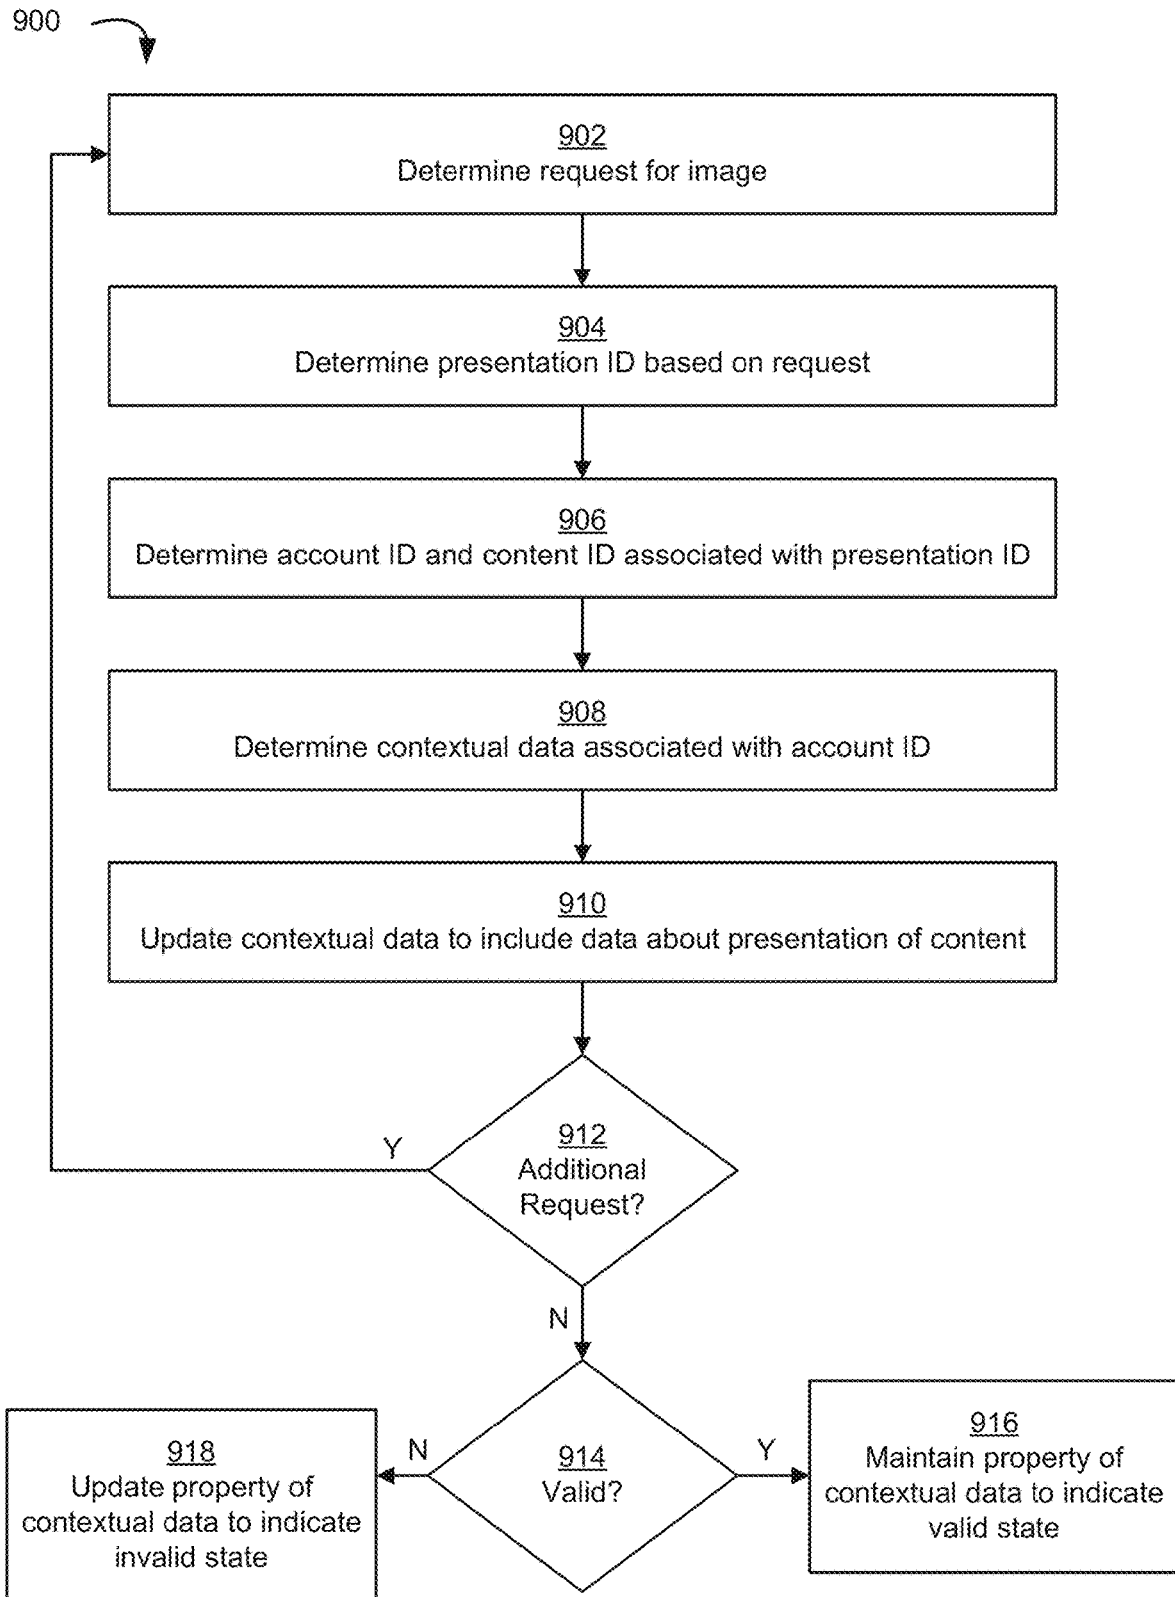 900
902
Determine request for image
904
Determine presentation ID based on request
906
Determine account ID and content ID associated with presentation ID
908
Determine contextual data associated with account ID
910
Update contextual data to include data about presentation of content
Y
912
Additional
Request?
N
918
Update property of
contextual data to indicate
invalid state
N
914
Valid?
Y
916
Maintain property of
contextual data to indicate
valid state